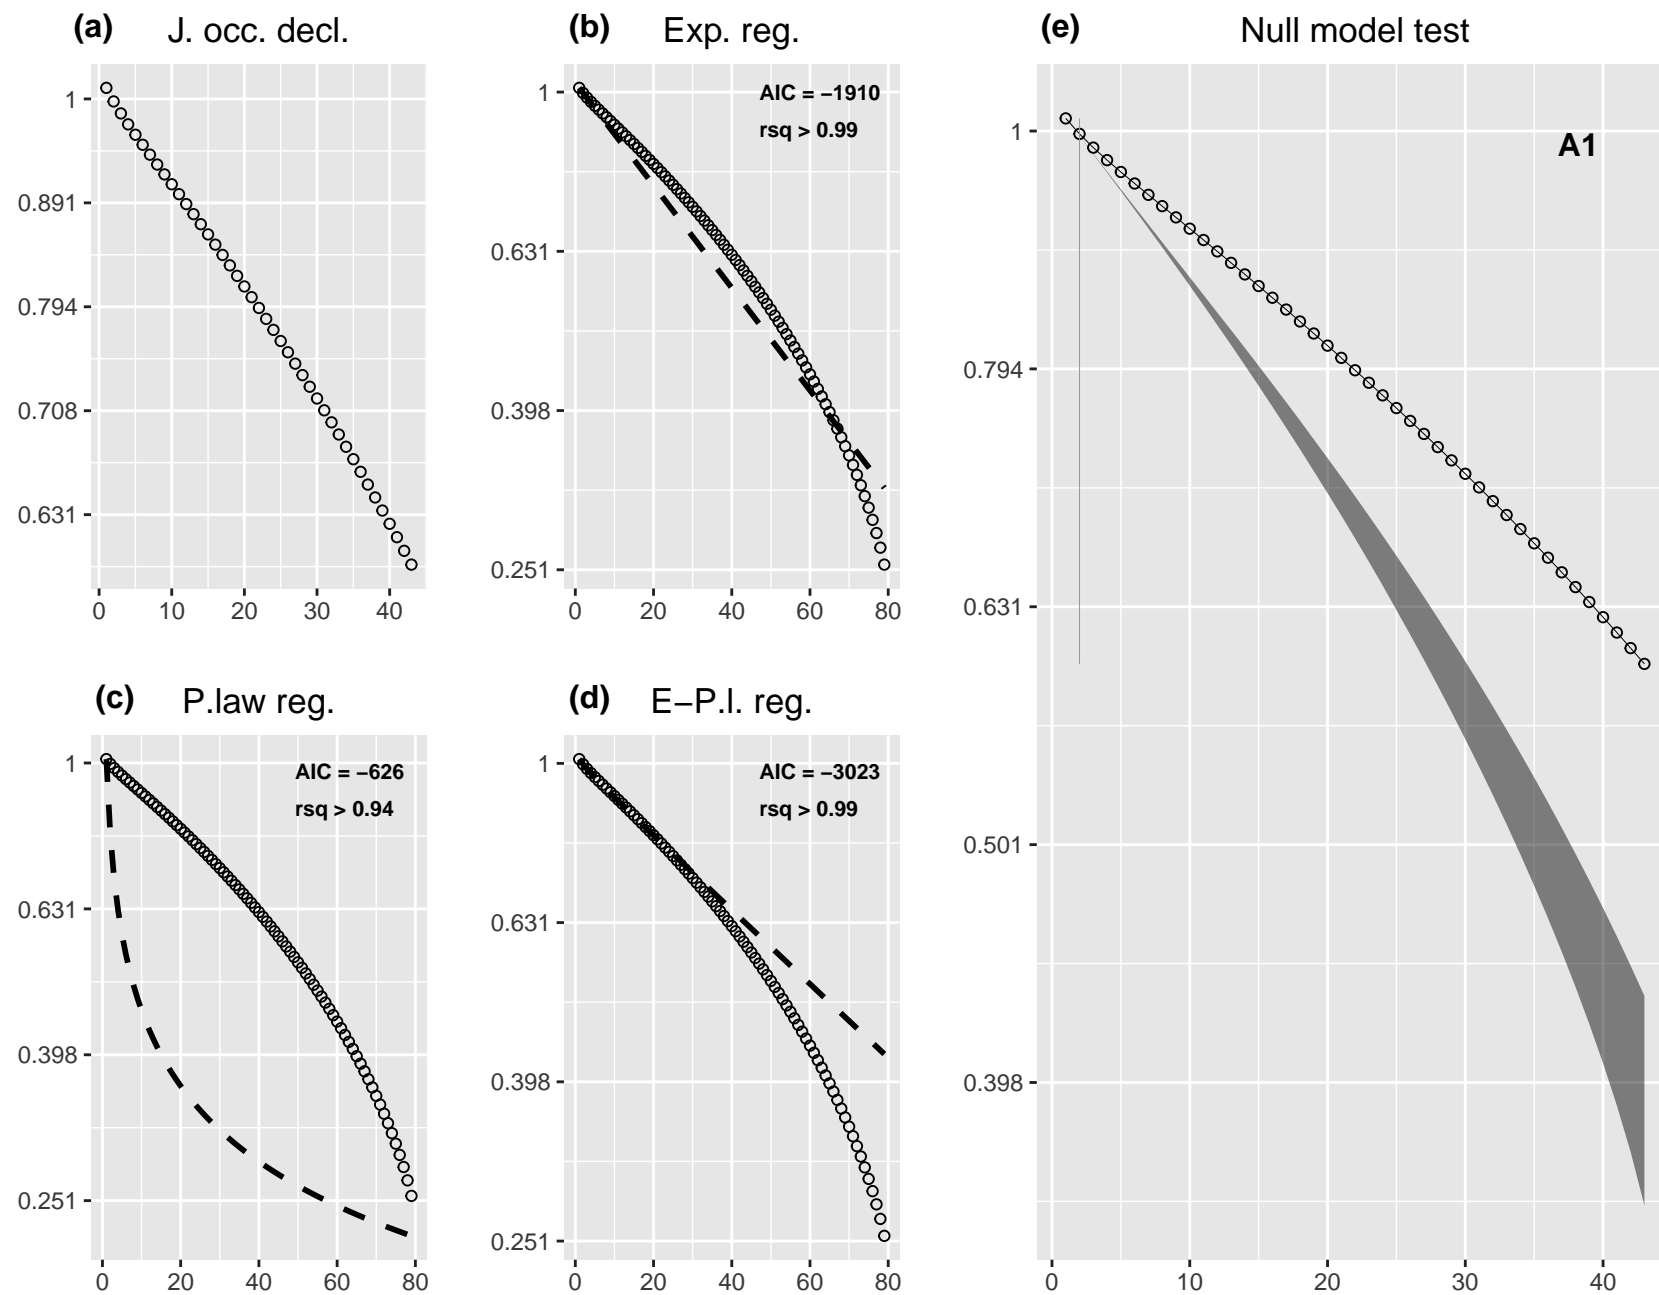 (a) J. occ. decl.
1
0.891
0.794
0.708
0.631
0 10 20 30 40
(b) Exp. reg.
AIC = −1910
rsq > 0.99
1
0.631
0.398
0.251
0 20 40 60 80
(c) P.law reg.
AIC = −626
rsq > 0.94
1
0.631
0.398
0.251
0 20 40 60 80
(d) E−P.l. reg.
AIC = −3023
rsq > 0.99
1
0.631
0.398
0.251
0 20 40 60 80
(e) Null model test
A1
1
0.794
0.631
0.501
0.398
0 10 20 30 40